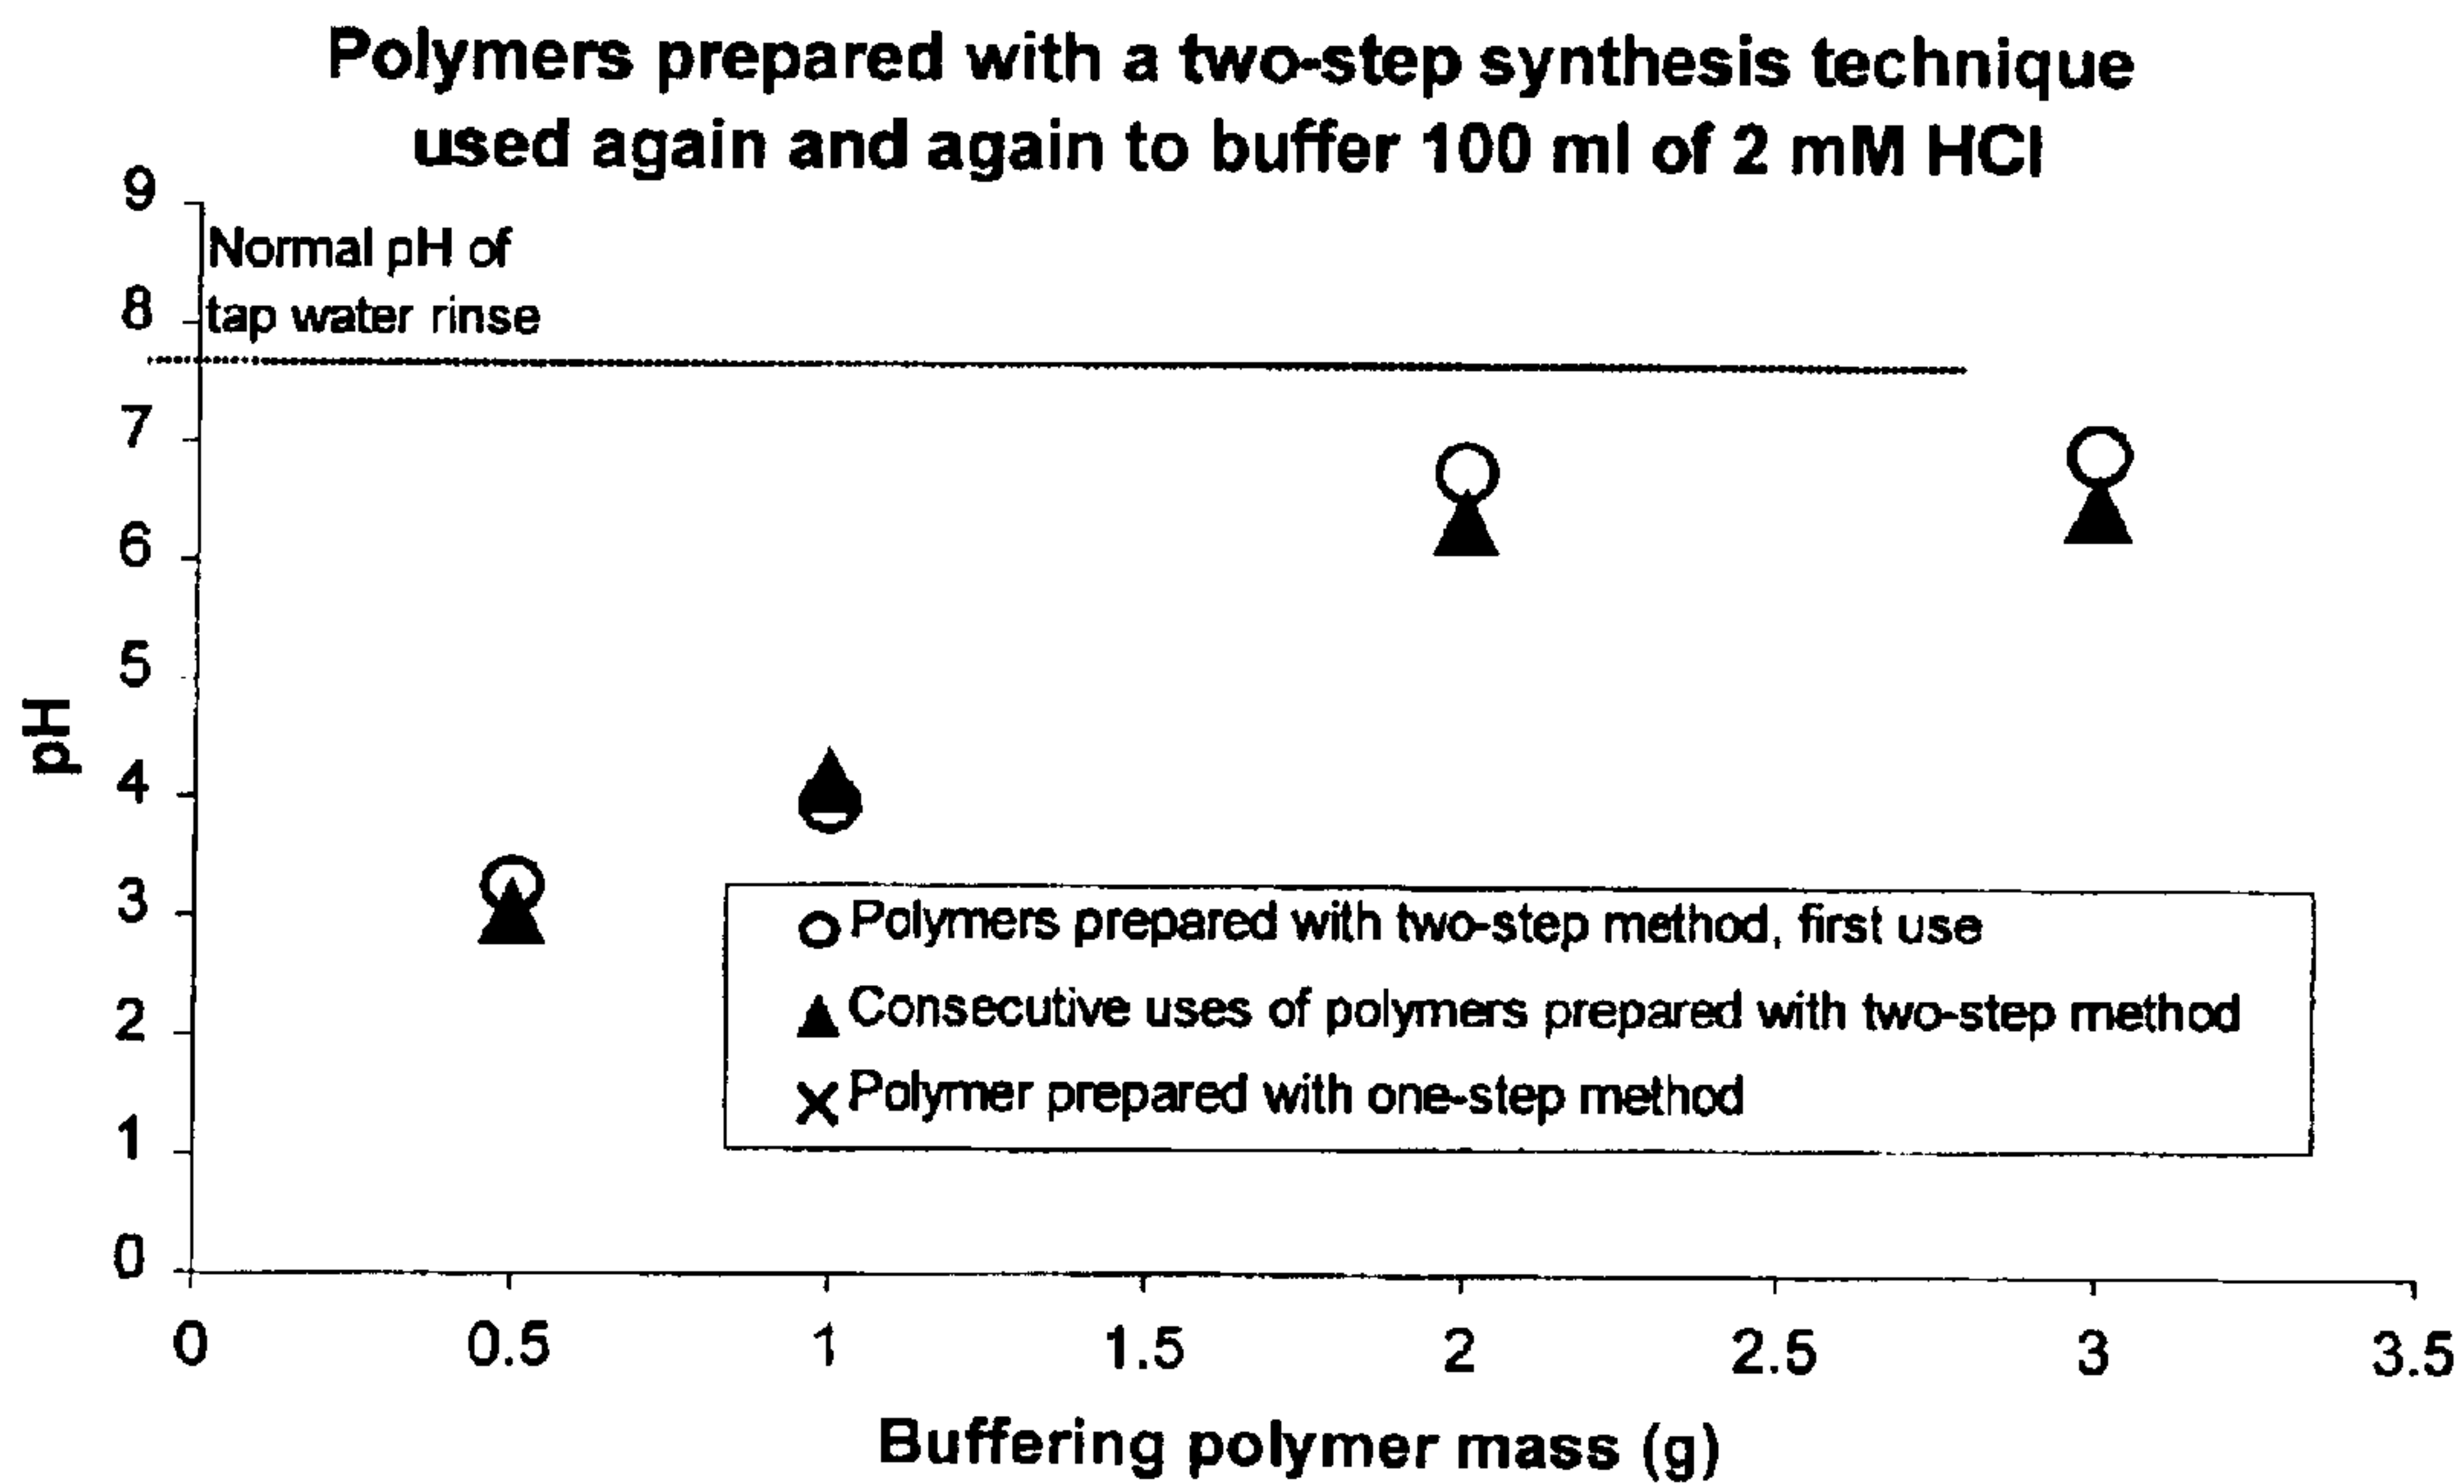 Polymers prepared with a two-step synthesis technique
used again and again to buffer 100 ml of 2 mM HCl
9
Normal pH of
8
tap water rinse
7
6
5
pH
4
3
Polymers prepared with two-step method, first use
Consecutive uses of polymers prepared with two-step method
2
Polymer prepared with one-step method
1
0
0 0.5 1 1.5 2 2.5 3 3.5
Buffering polymer mass (g)